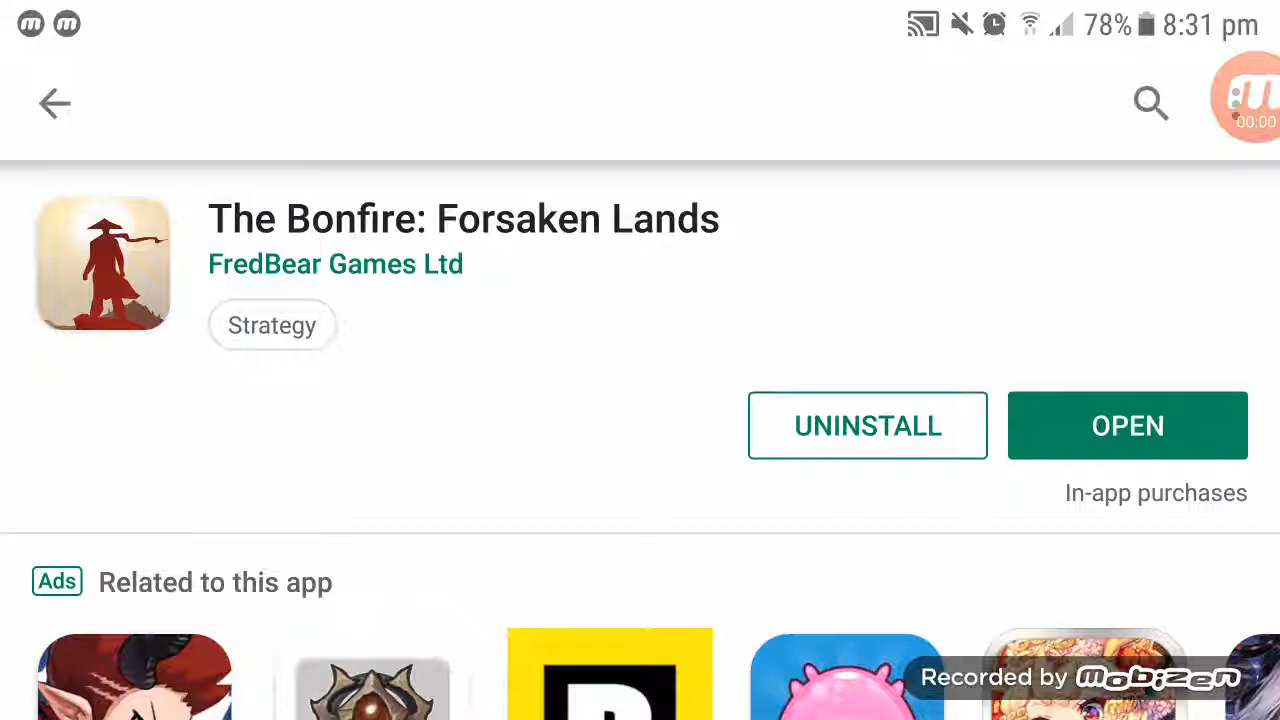 m m 78% 8:31 pm
m
00:00
The Bonfire: Forsaken Lands
FredBear Games Ltd
Strategy
UNINSTALL OPEN
In-app purchases
Ads Related to this app
Recorded by mobizen